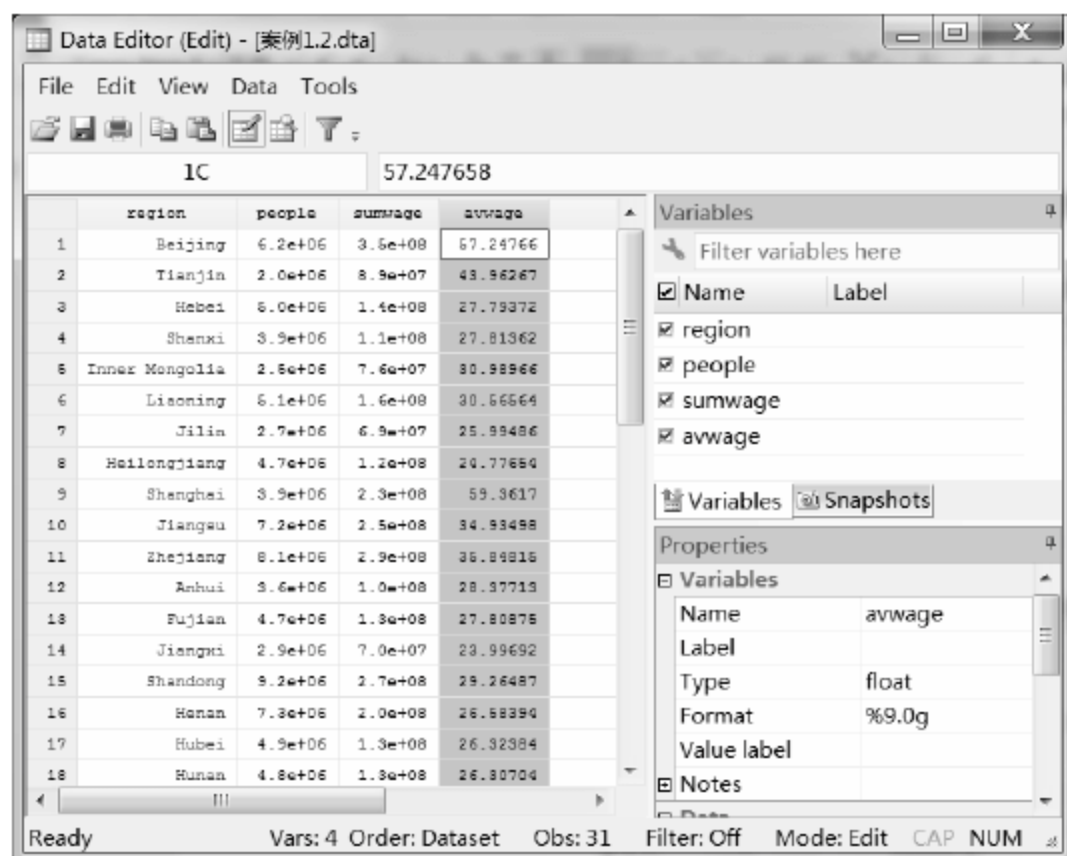 Data Editor (Edit) - [案例1.2.dta]
File Edit View Data Tools
1C 57.247658
region people sumwage avwage
1 Beijing 6.2e+06 3.5e+08 57.24766
2 Tianjin 2.0e+06 8.9e+07 43.96267
3 Hebei 5.0e+06 1.4e+08 27.79372
4 Shanxi 3.9e+06 1.1e+08 27.81362
5 Inner Mongolia 2.5e+06 7.6e+07 30.98966
6 Liaoning 5.1e+06 1.6e+08 30.56564
7 Jilin 2.7e+06 6.9e+07 25.99486
8 Heilongjiang 4.7e+06 1.2e+08 24.77654
9 Shanghai 3.9e+06 2.3e+08 59.3617
10 Jiangsu 7.2e+06 2.5e+08 34.93498
11 Zhejiang 8.1e+06 2.9e+08 35.84815
12 Anhui 3.6e+06 1.0e+08 28.37713
13 Fujian 4.7e+06 1.3e+08 27.80875
14 Jiangxi 2.9e+06 7.0e+07 23.99692
15 Shandong 9.2e+06 2.7e+08 29.26487
16 Henan 7.3e+06 2.0e+08 26.58394
17 Hubei 4.9e+06 1.3e+08 26.32384
18 Hunan 4.8e+06 1.3e+08 26.80704
Variables
Filter variables here
Name Label
region
people
sumwage
avwage
Variables Snapshots
Properties
Variables
Name avwage
Label
Type float
Format %9.0g
Value label
Notes
Data
Ready Vars: 4 Order: Dataset Obs: 31 Filter: Off Mode: Edit CAP NUM